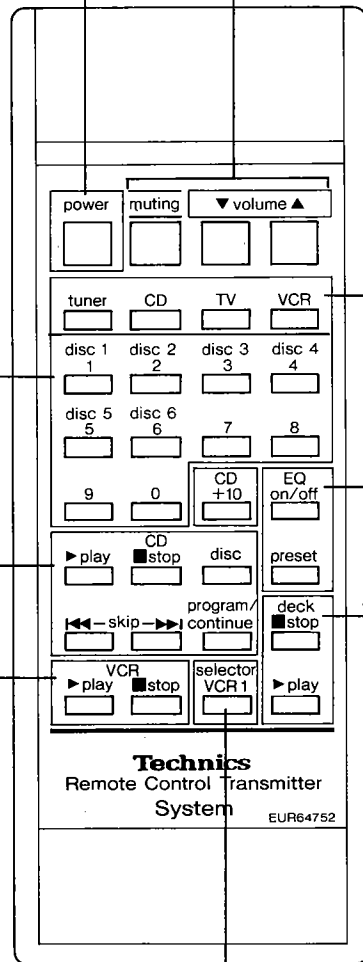 power muting ▼ volume ▲
tuner CD TV VCR
disc 1 disc 2 disc 3 disc 4
1 2 3 4
disc 5 disc 6
5 6 7 8
9 0 CD +10 EQ on/off
CD
►play ■stop disc preset
|◄◄ – skip – ►►| program/ continue deck ■stop
VCR
►play ■stop selector VCR 1 ►play
Technics
Remote Control Transmitter
System
EUR64752